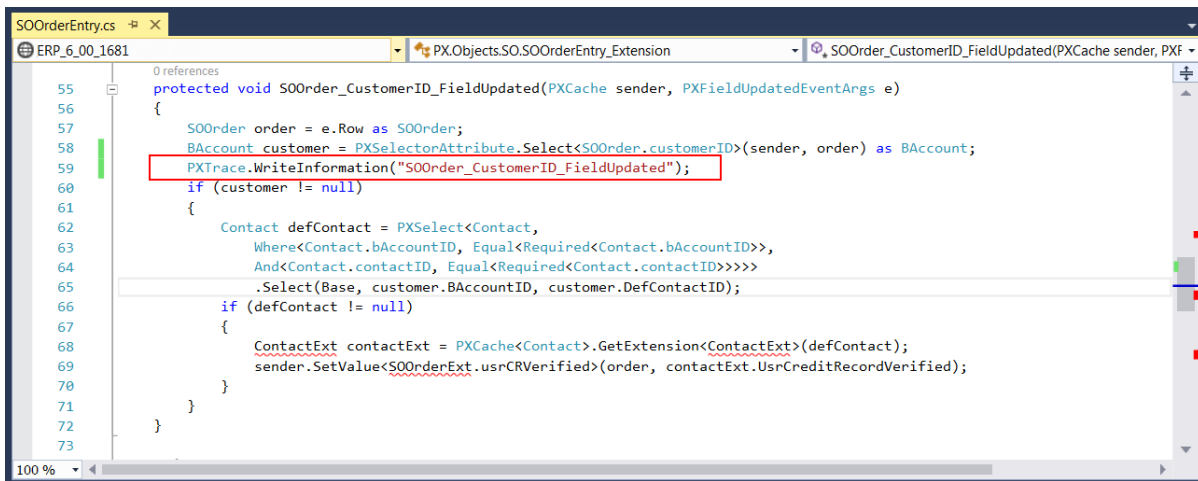 SOOrderEntry.cs
ERP_6_00_1681 PX.Objects.SO.SOOrderEntry_Extension SOOrder_CustomerID_FieldUpdated(PXCache sender, PXF
0 references
55 protected void SOOrder_CustomerID_FieldUpdated(PXCache sender, PXFieldUpdatedEventArgs e)
56 {
57 SOOrder order = e.Row as SOOrder;
58 BAccount customer = PXSelectorAttribute.Select<SOOrder.customerID>(sender, order) as BAccount;
59 PXTrace.WriteInformation("SOOrder_CustomerID_FieldUpdated");
60 if (customer != null)
61 {
62 Contact defContact = PXSelect<Contact,
63 Where<Contact.bAccountID, Equal<Required<Contact.bAccountID>>,
64 And<Contact.contactID, Equal<Required<Contact.contactID>>>>>
65 .Select(Base, customer.BAccountID, customer.DefContactID);
66 if (defContact != null)
67 {
68 ContactExt contactExt = PXCache<Contact>.GetExtension<ContactExt>(defContact);
69 sender.SetValue<SOOrderExt.usrCRVerified>(order, contactExt.UsrCreditRecordVerified);
70 }
71 }
72 }
73
100 %